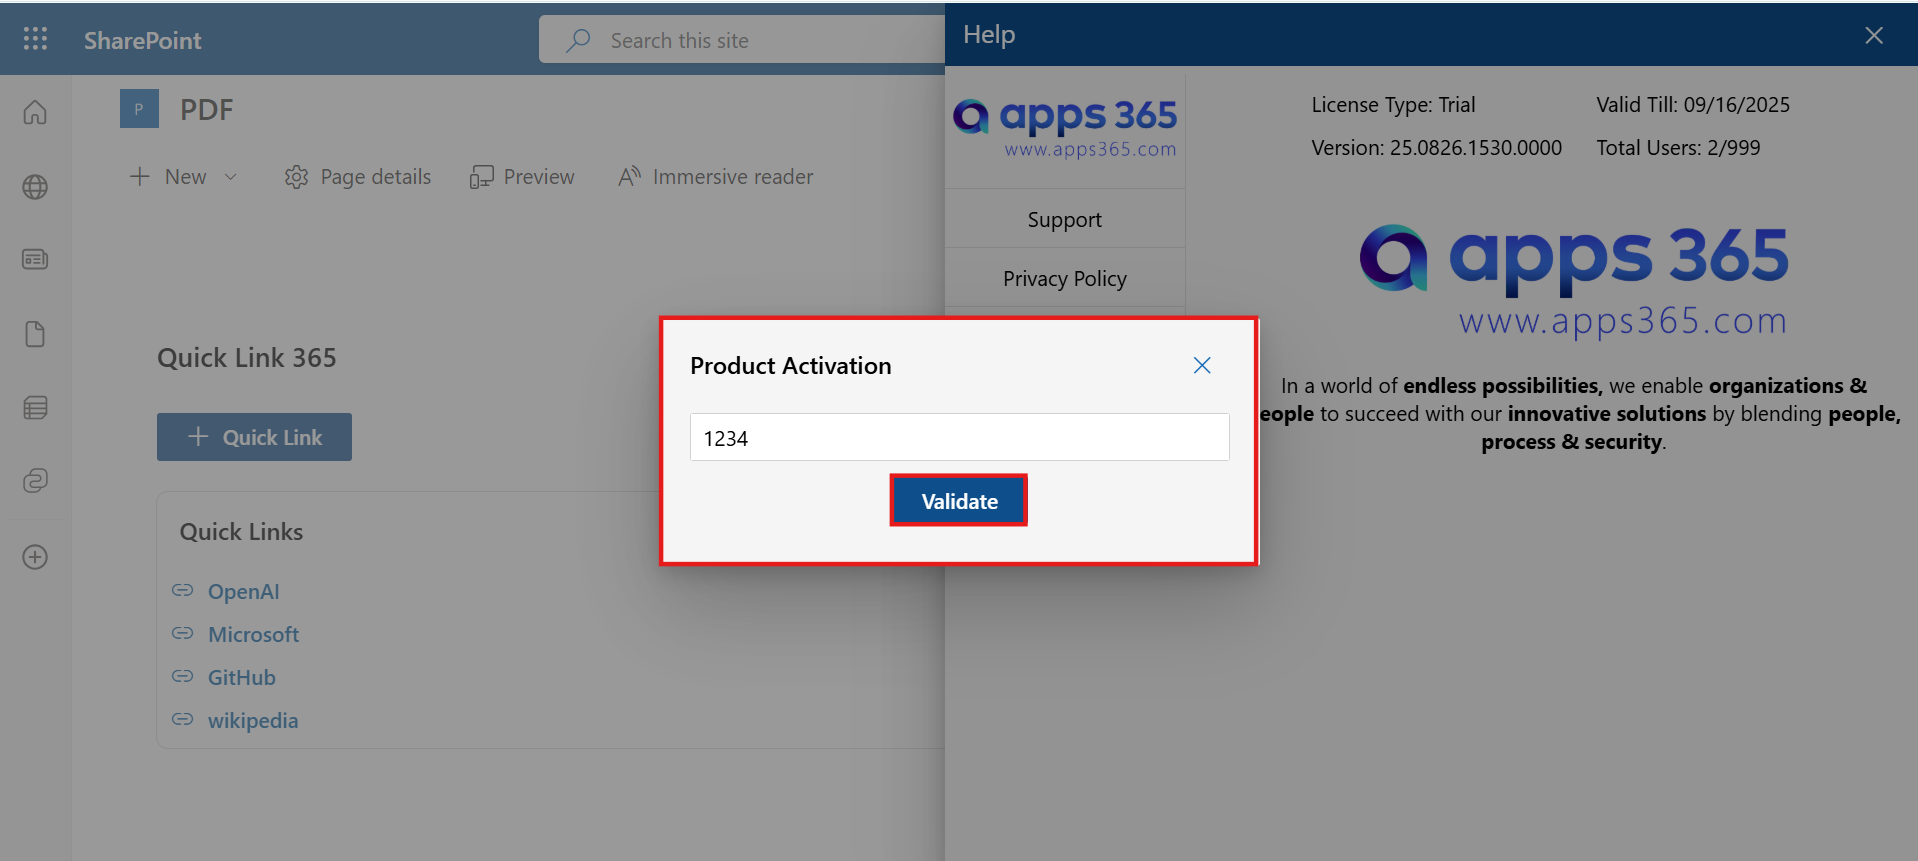 SharePoint
Search this site
Help
P
PDF
New
Page details
Preview
Immersive reader
apps 365
www.apps365.com
License Type: Trial
Valid Till: 09/16/2025
Version: 25.0826.1530.0000
Total Users: 2/999
Support
Privacy Policy
apps 365
www.apps365.com
In a world of endless possibilities, we enable organizations &
eople to succeed with our innovative solutions by blending people,
process & security.
Quick Link 365
Quick Link
Product Activation
1234
Validate
Quick Links
OpenAI
Microsoft
GitHub
wikipedia